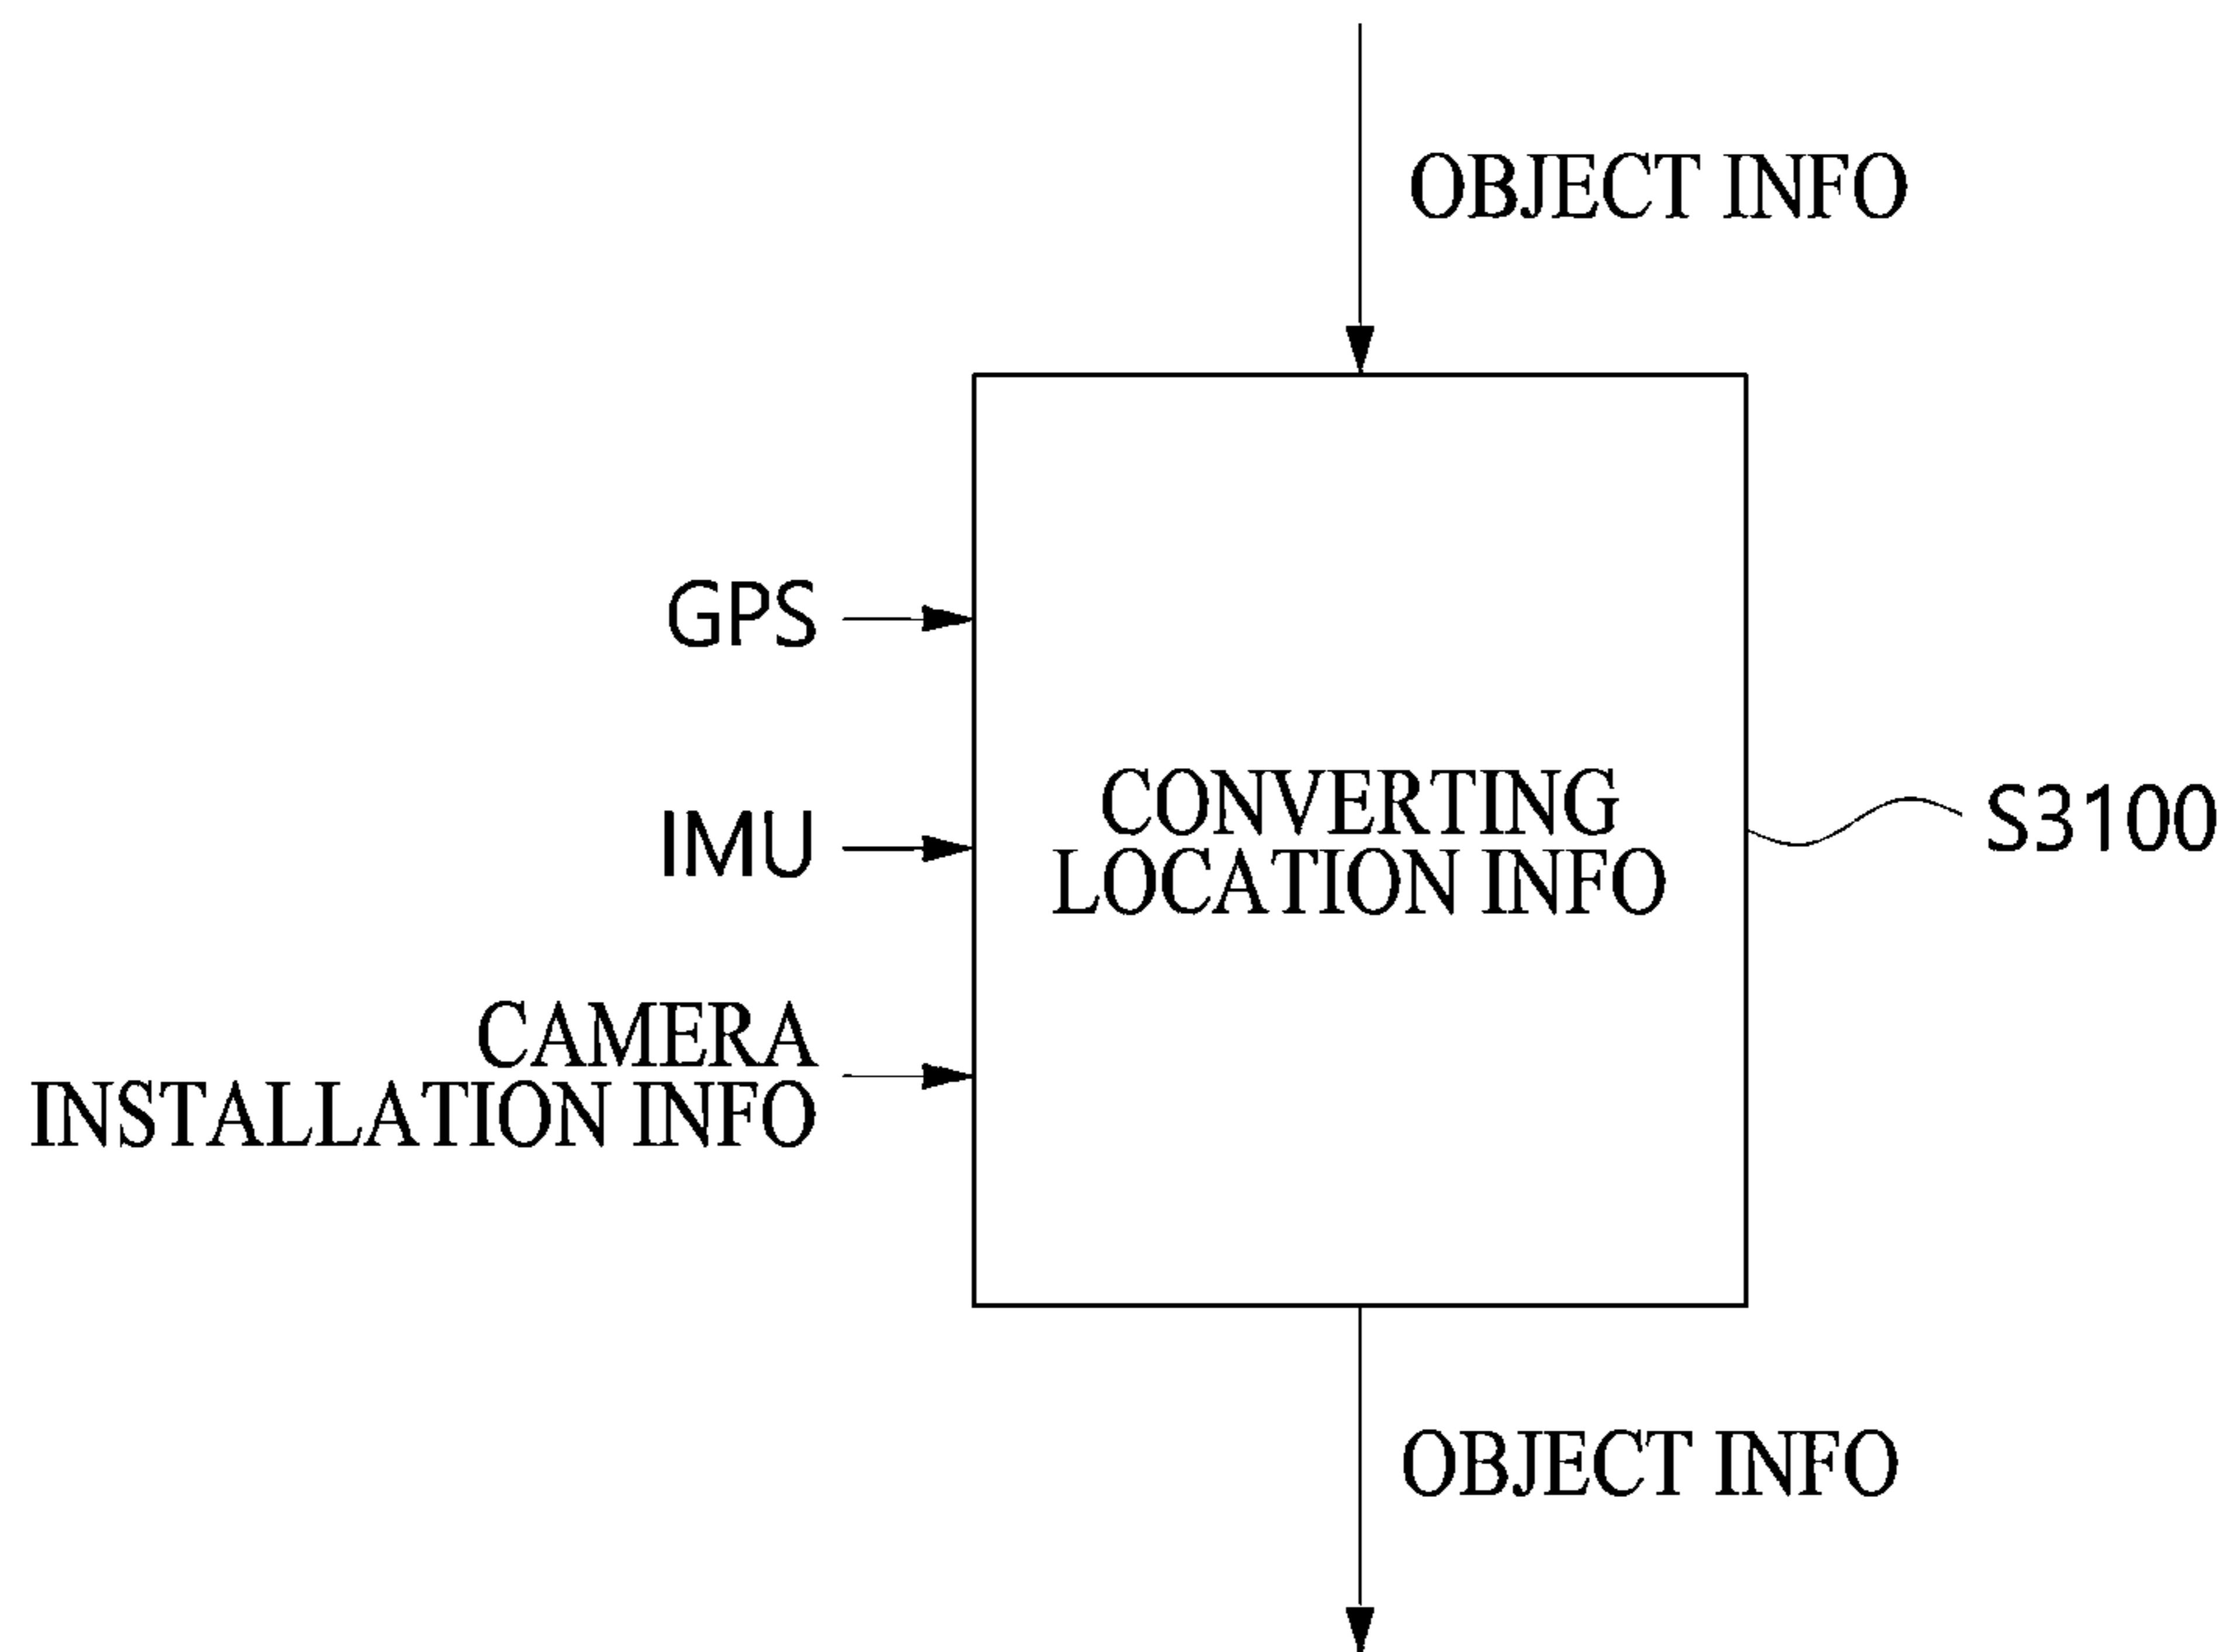 OBJECT INFO
GPS
IMU
CONVERTING
LOCATION INFO
S3100
CAMERA
INSTALLATION INFO
OBJECT INFO